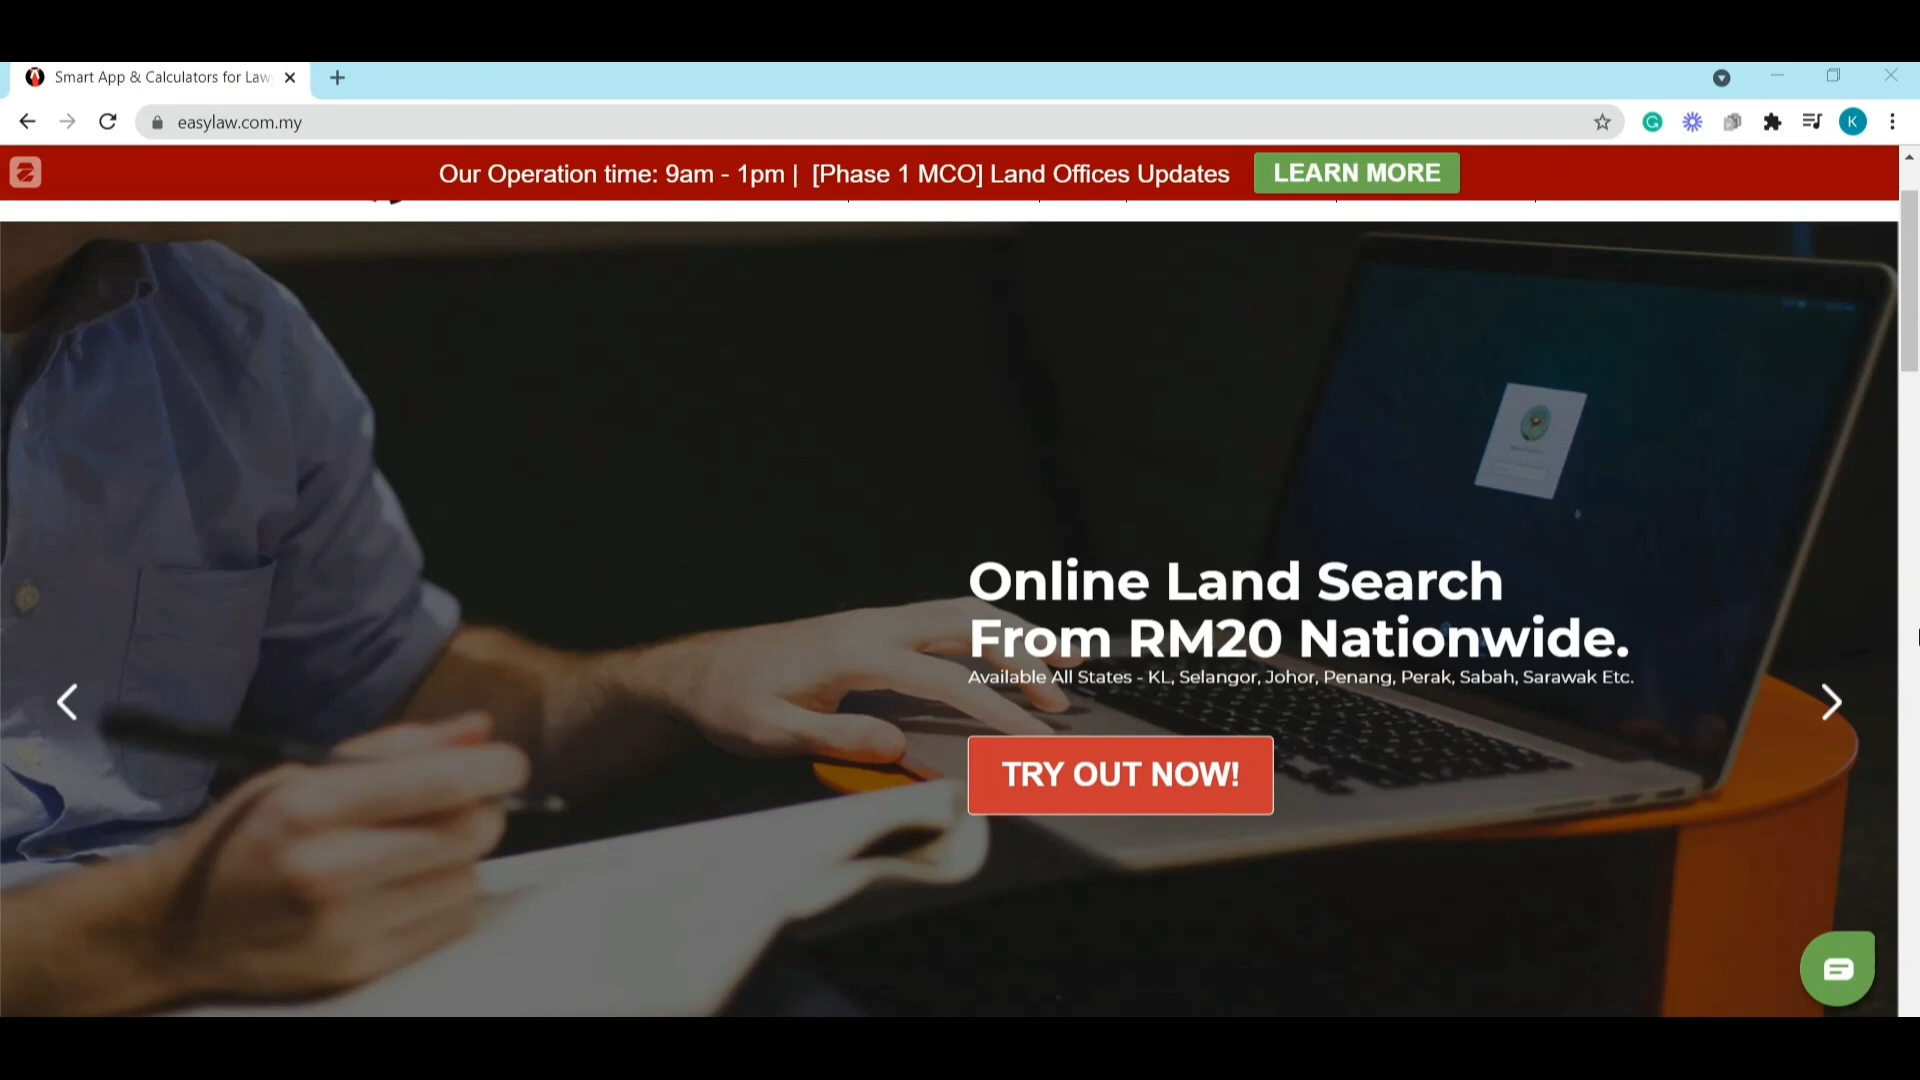 Smart App & Calculators for Law
easylaw.com.my
K
Our Operation time: 9am - 1pm | [Phase 1 MCO] Land Offices Updates LEARN MORE
Online Land Search
From RM20 Nationwide.
Available All States - KL, Selangor, Johor, Penang, Perak, Sabah, Sarawak Etc.
TRY OUT NOW!